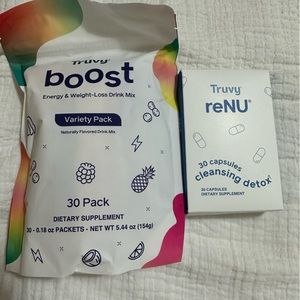 Truvy
boost
Energy & Weight-Loss Drink Mix
Variety Pack
Naturally Flavored Drink Mix
30 Pack
DIETARY SUPPLEMENT
30 - 0.18 oz PACKETS - NET WT 5.44 oz (154g)
Truvy
reNU®
30 capsules
cleansing detox
30 CAPSULES
DIETARY SUPPLEMENT